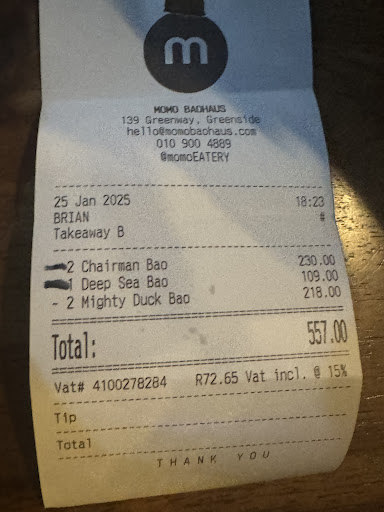 m
MOMO BAOHAUS
139 Greenway, Greenside
hello@momobaohaus.com
010 900 4889
@momoEATERY
25 Jan 2025 18:23
BRIAN #
Takeaway B
2 Chairman Bao 230.00
1 Deep Sea Bao 109.00
- 2 Mighty Duck Bao 218.00
Total: 557.00
Vat# 4100278284 R72.65 Vat incl. @ 15%
Tip
Total
THANK YOU